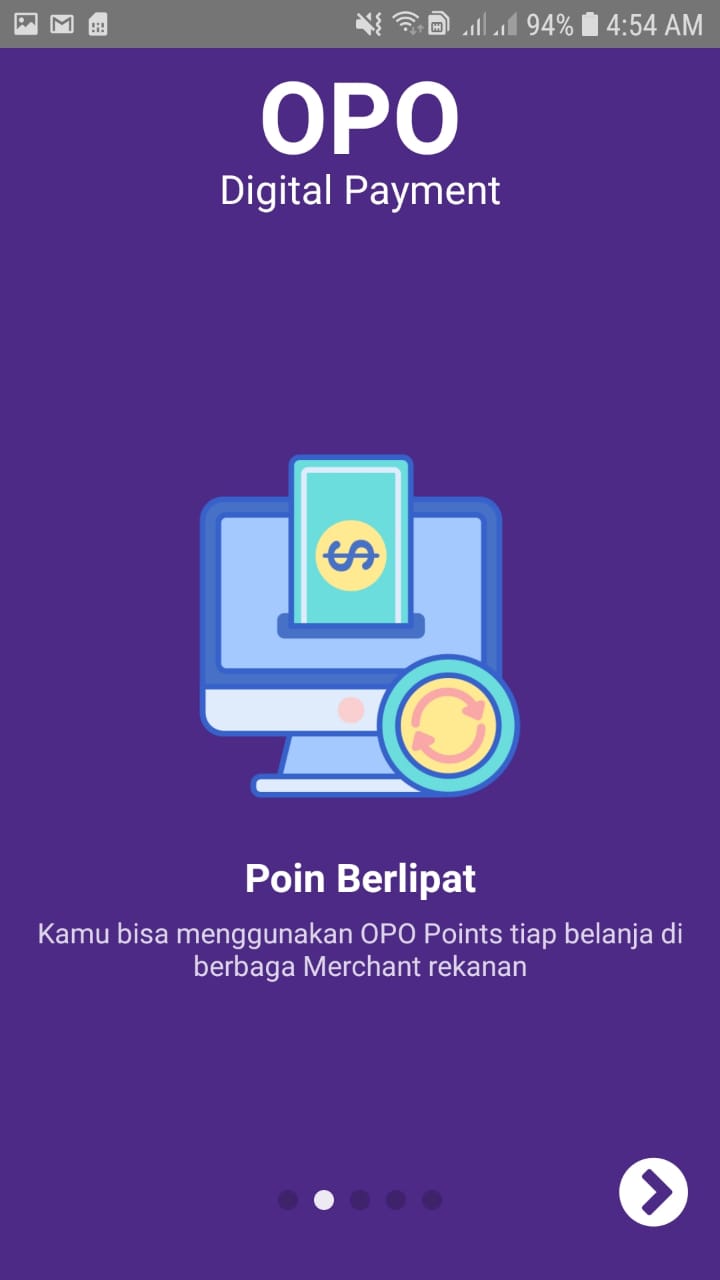 94% 4:54 AM
OPO
Digital Payment
Poin Berlipat
Kamu bisa menggunakan OPO Points tiap belanja di
berbaga Merchant rekanan